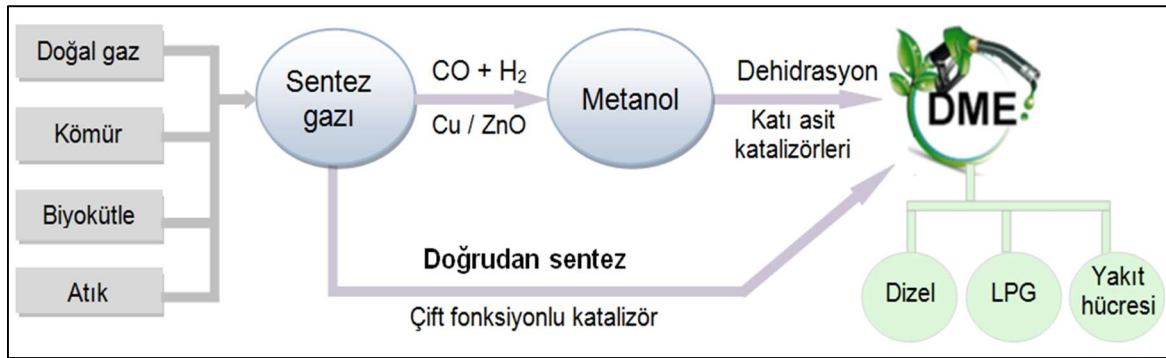 Doğal gaz
Kömür
Biyokütle
Atık
Sentez
gazı
CO + H₂
Cu / ZnO
Metanol
Dehidrasyon
Katı asit
katalizörleri
DME
Doğrudan sentez
Çift fonksiyonlu katalizör
Dizel
LPG
Yakıt
hücresi